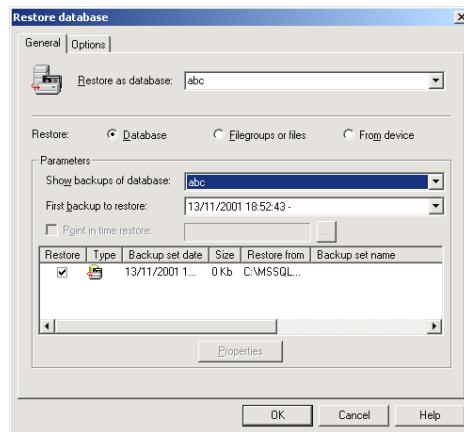 Restore database
General Options
Restore as database: abc
Restore: Database Filegroups or files From device
Parameters
Show backups of database: abc
First backup to restore: 13/11/2001 18:52:43 -
Point in time restore: ...
Restore Type Backup set date Size Restore from Backup set name
13/11/2001 1... 0 Kb C:\MSSQL...
Properties
OK Cancel Help